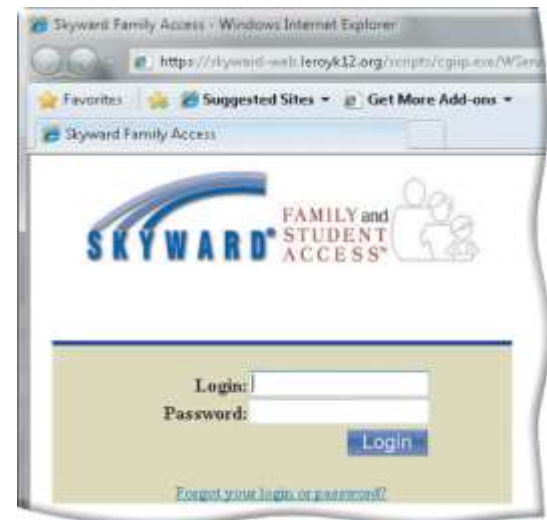 Skyward Family Access - Windows Internet Explorer
https://skyward-web.leroyk12.org/scripts/cgiip.exe/WServ
Favorites Suggested Sites Get More Add-ons
Skyward Family Access
SKYWARD® FAMILY and
STUDENT
ACCESS™
Login:
Password:
Login
Forgot your login or password?